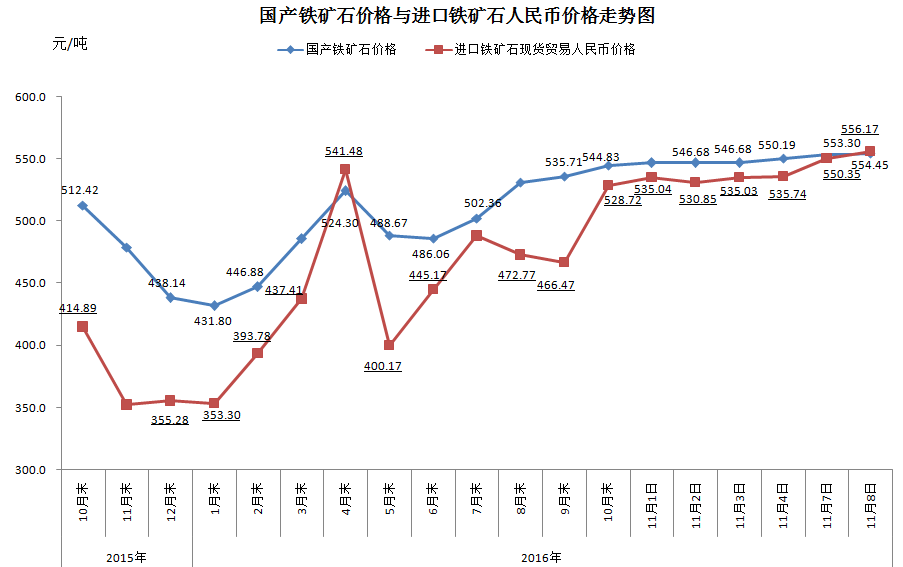 国产铁矿石价格与进口铁矿石人民币价格走势图
元/吨
国产铁矿石价格
进口铁矿石现货贸易人民币价格
600.0
550.0
500.0
450.0
400.0
350.0
300.0
512.42
438.14
431.80
446.88
524.30
488.67
486.06
502.36
535.71
544.83
546.68
546.68
550.19
553.30
554.45
414.89
355.28
353.30
393.78
437.41
541.48
400.17
445.17
472.77
466.47
528.72
535.04
530.85
535.03
535.74
550.35
556.17
10月末
11月末
12月末
1月末
2月末
3月末
4月末
5月末
6月末
7月末
8月末
9月末
10月末
11月1日
11月2日
11月3日
11月4日
11月7日
11月8日
2015年
2016年